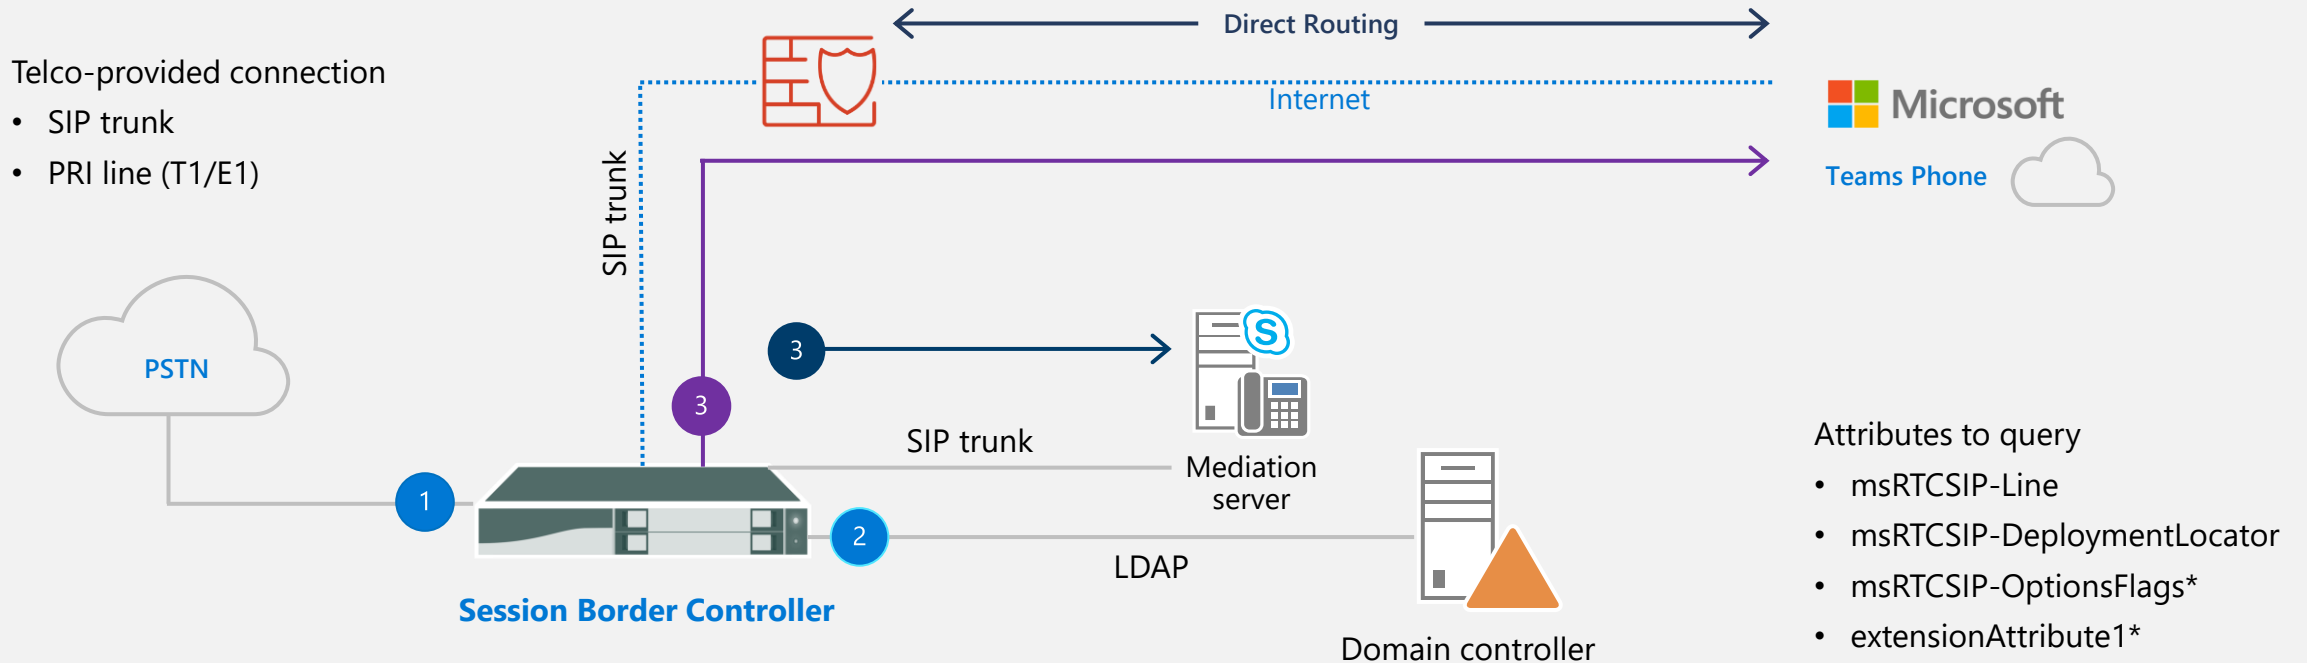 Direct Routing
Telco-provided connection
• SIP trunk
• PRI line (T1/E1)
Internet
Microsoft
Teams Phone
SIP trunk
PSTN
3
3
S
SIP trunk
Mediation
server
1
2
LDAP
Session Border Controller
Domain controller
Attributes to query
• msRTCSIP-Line
• msRTCSIP-DeploymentLocator
• msRTCSIP-OptionsFlags*
• extensionAttribute1*